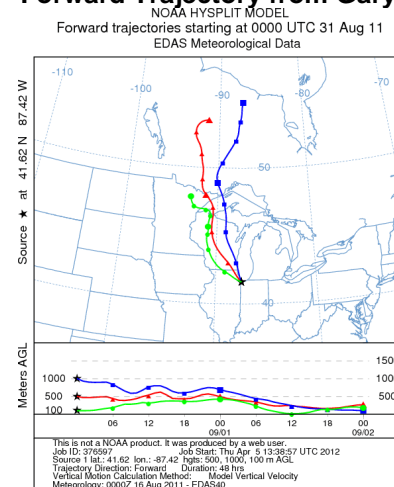 Forward Trajectory from Gary
NOAA HYSPLIT MODEL
Forward trajectories starting at 0000 UTC 31 Aug 11
EDAS Meteorological Data
-110
-100
-90
-80
-70
50
40
Source ★ at 41.62 N 87.42 W
Meters AGL
1000
500
100
150
1000
500
06 12 18 00 06 12 18 00
09/01 09/02
This is not a NOAA product. It was produced by a web user.
Job ID: 376597 Job Start: Thu Apr 5 13:38:57 UTC 2012
Source 1 lat.: 41.62 lon.: -87.42 hgts: 500, 1000, 100 m AGL
Trajectory Direction: Forward Duration: 48 hrs
Vertical Motion Calculation Method: Model Vertical Velocity
Meteorology: 0000Z 16 Aug 2011 - EDAS40